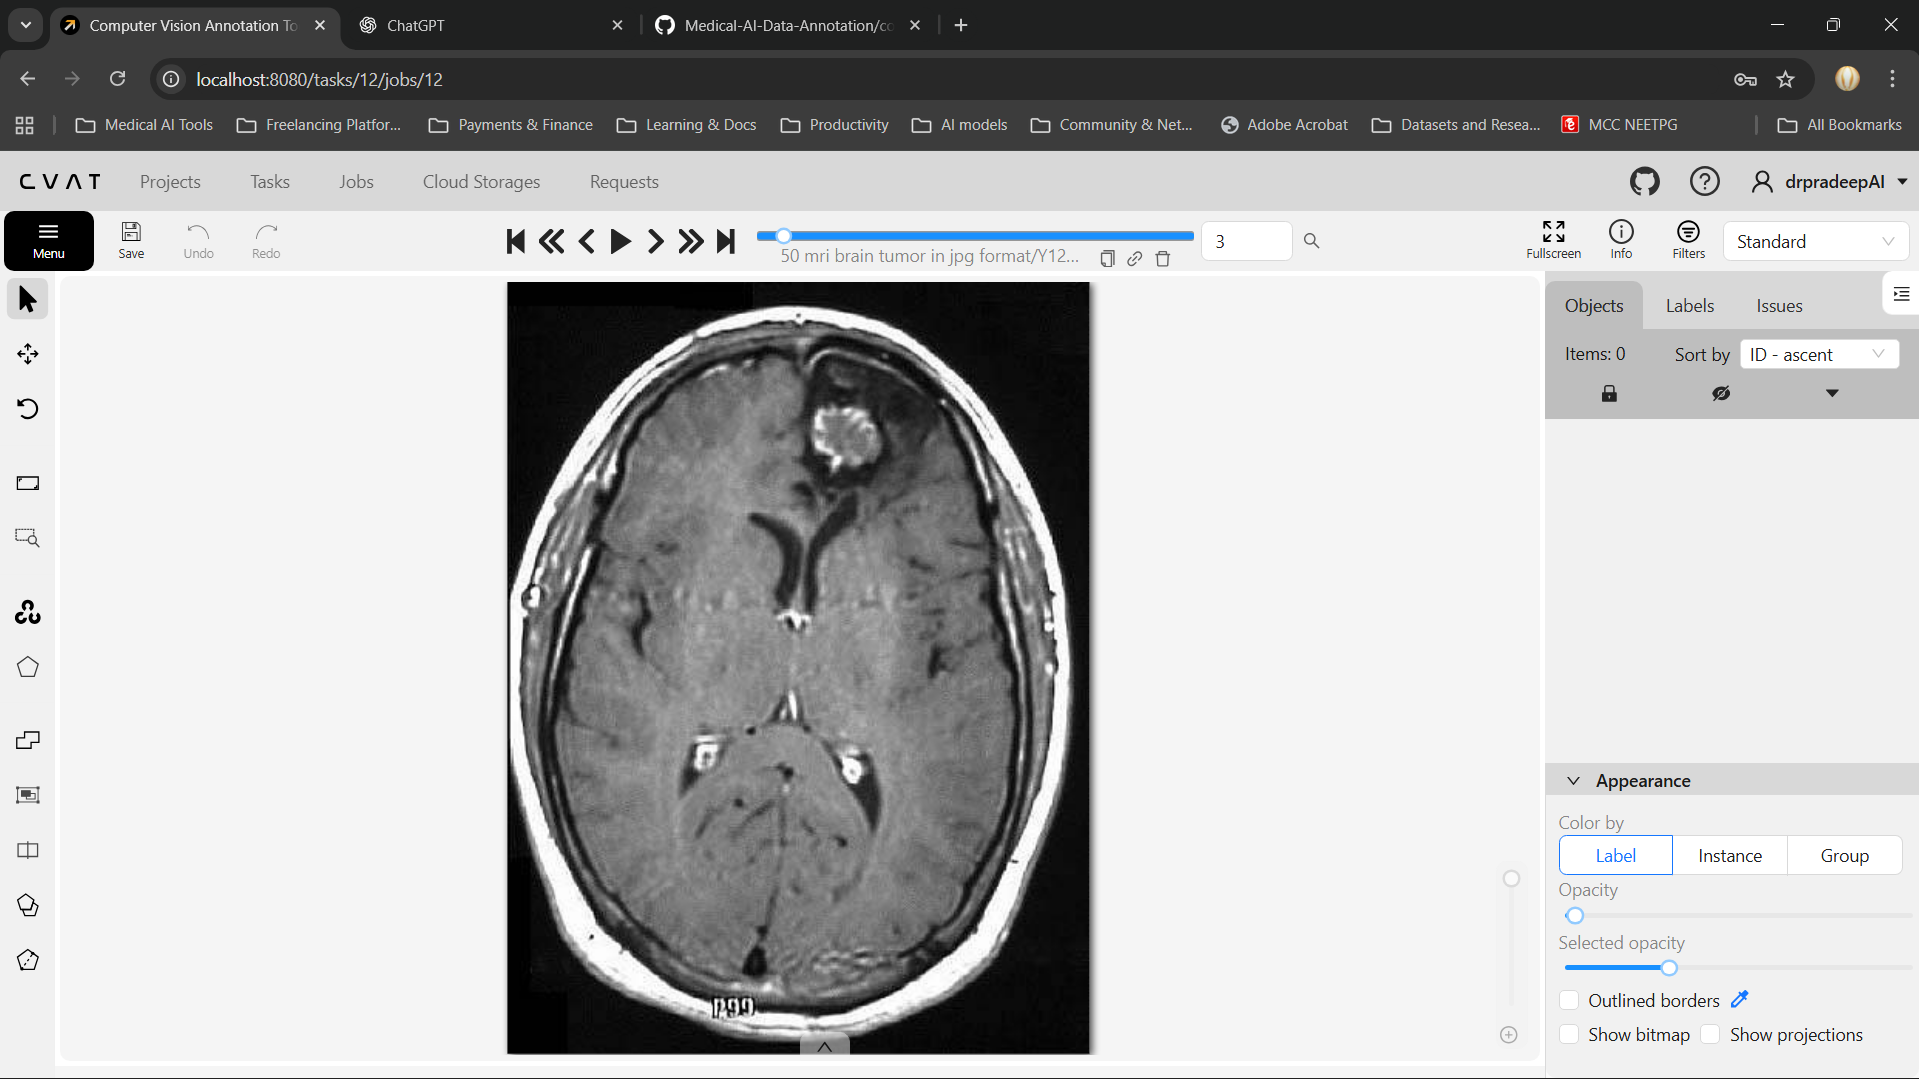 Computer Vision Annotation To
ChatGPT
Medical-AI-Data-Annotation/co
localhost:8080/tasks/12/jobs/12
Medical AI Tools
Freelancing Platfor...
Payments & Finance
Learning & Docs
Productivity
AI models
Community & Net...
Adobe Acrobat
Datasets and Resea...
MCC NEETPG
All Bookmarks
CVAT
Projects
Tasks
Jobs
Cloud Storages
Requests
drpradeepAI
Menu
Save
Undo
Redo
50 mri brain tumor in jpg format/Y12...
3
Fullscreen
Info
Filters
Standard
Objects
Labels
Issues
Items: 0
Sort by
ID - ascent
Appearance
Color by
Label
Instance
Group
Opacity
Selected opacity
Outlined borders
Show bitmap
Show projections